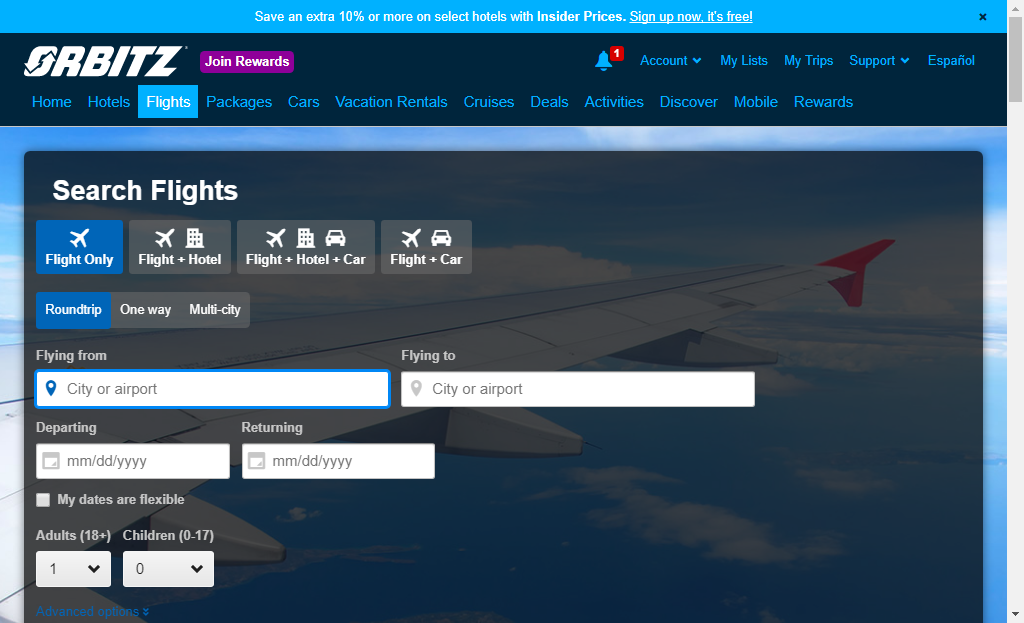 Save an extra 10% or more on select hotels with Insider Prices. Sign up now, it's free! ×
ORBITZ Join Rewards 1 Account My Lists My Trips Support Español
Home Hotels Flights Packages Cars Vacation Rentals Cruises Deals Activities Discover Mobile Rewards
Search Flights
Flight Only Flight + Hotel Flight + Hotel + Car Flight + Car
Roundtrip One way Multi-city
Flying from Flying to
City or airport City or airport
Departing Returning
mm/dd/yyyy mm/dd/yyyy
My dates are flexible
Adults (18+) Children (0-17)
1 0
Advanced options